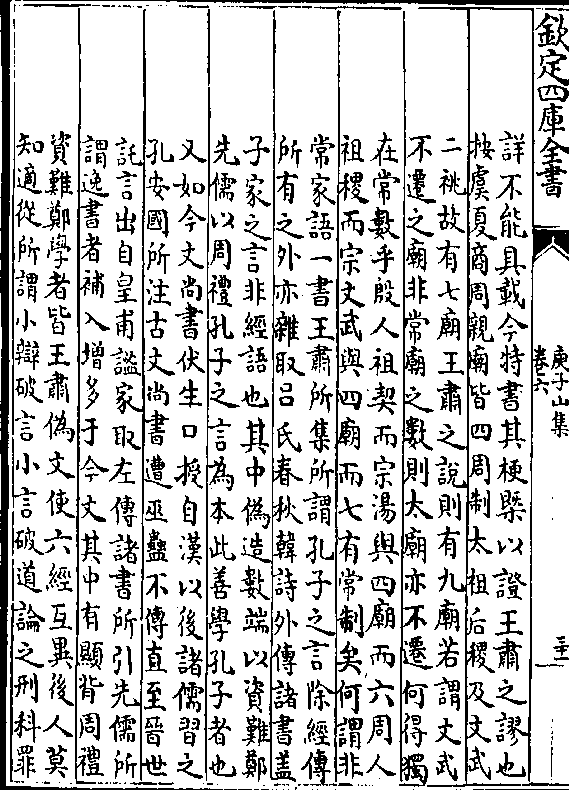 欽定四庫全書
庾子山集
卷六
三十一
詳不能具載今特書其梗槩以證王肅之謬也
按虞夏商周親廟皆四周制太祖后稷及文武
二祧故有七廟王肅之說則有九廟若謂文武
不遷之廟非常廟之數則太廟亦不遷何得獨
在常數乎殷人祖契而宗湯與四廟而六周人
祖稷而宗文武與四廟而七有常制矣何謂非
常家語一書王肅所集所謂孔子之言除經傳
所有之外亦雜取吕氏春秋韓詩外傳諸書蓋
子家之言非經語也其中偽造數端以資難鄭
先儒以周禮孔子之言為本此善學孔子者也
又如今文尚書伏生口授自漢以後諸儒習之
孔安國所注古文尚書遭巫蠱不傳直至晉世
託言出自皇甫謐家取左傳諸書所引先儒所
謂逸書者補入增多于今文其中有顯背周禮
資難鄭學者皆王肅偽文使六經互異後人莫
知適從所謂小辯破言小言破道論之刑科罪